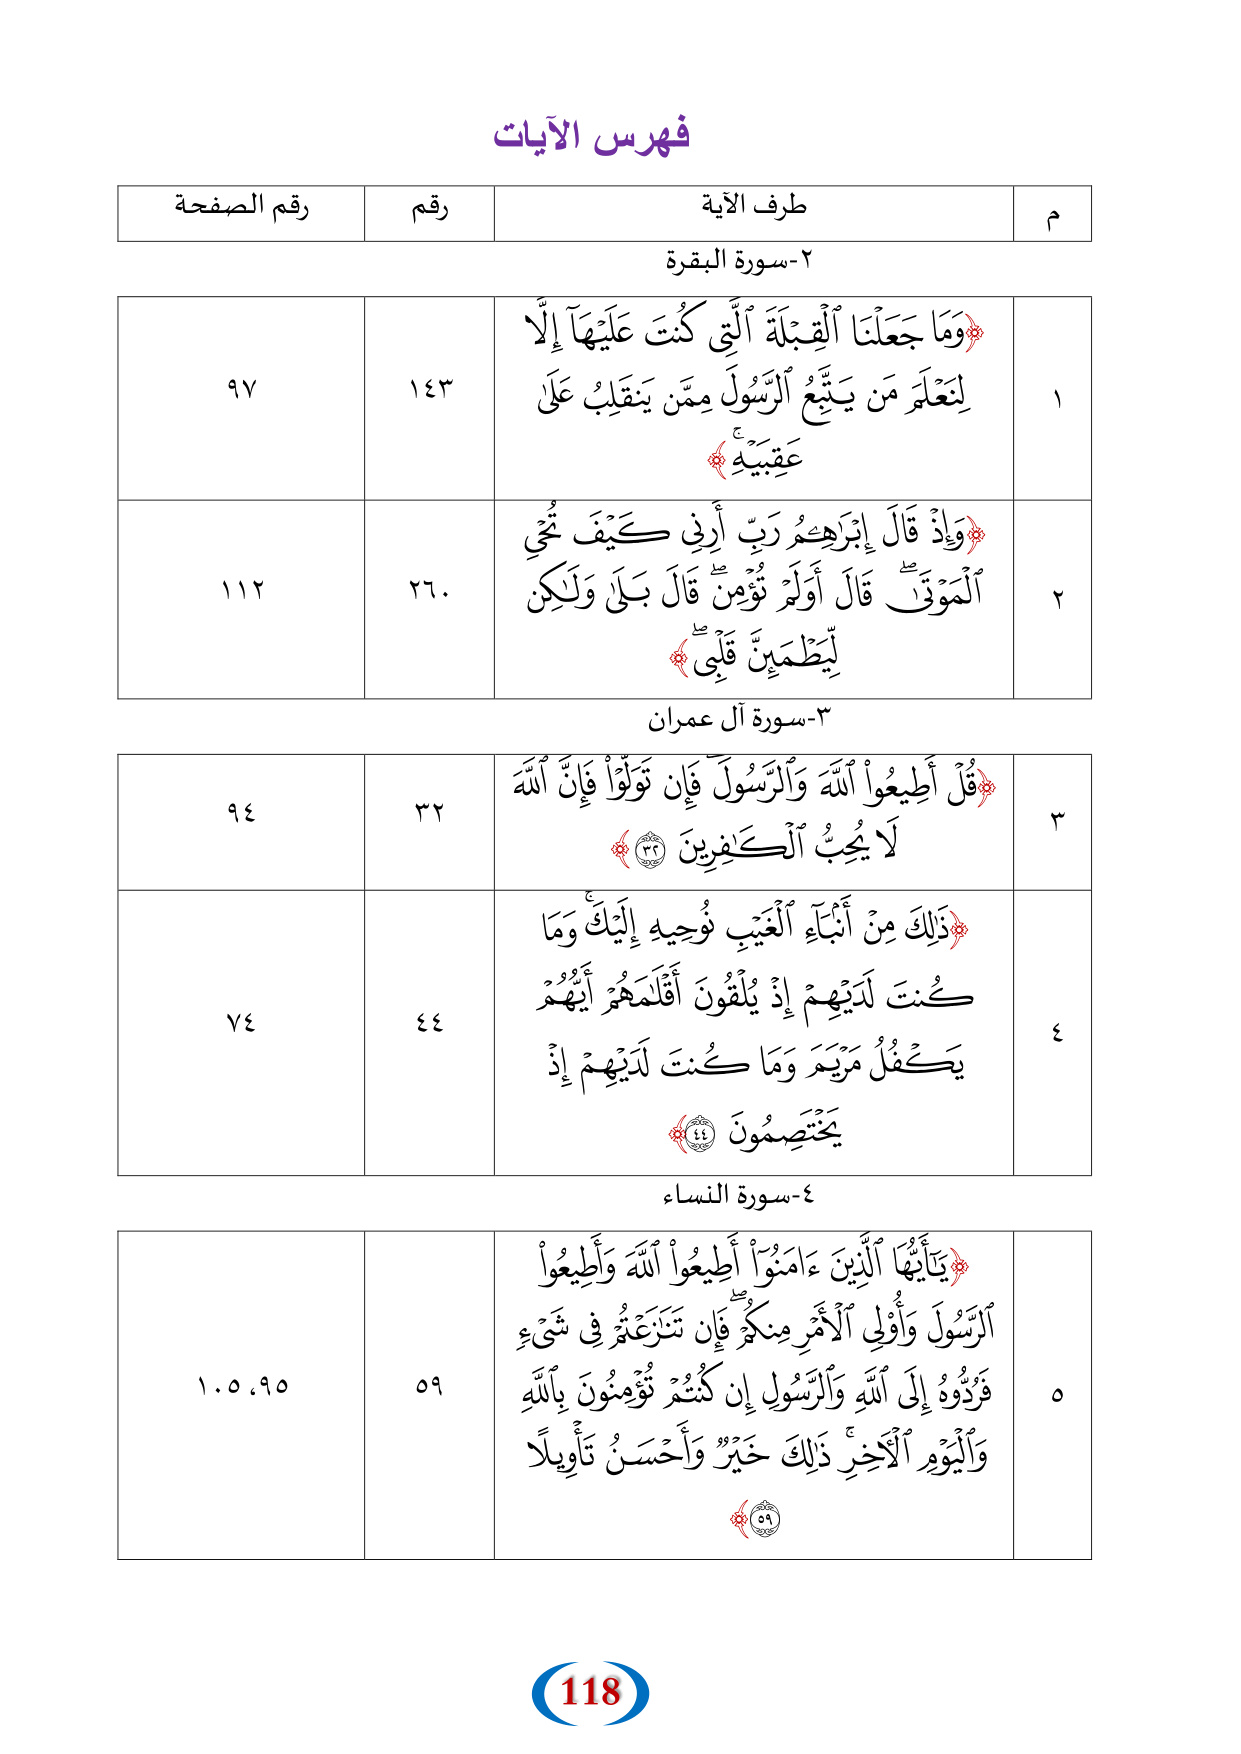 فهرس الآيات
م طرف الآية رقم رقم الصفحة
٢-سورة البقرة
﴿وَمَا جَعَلۡنَا ٱلۡقِبۡلَةَ ٱلَّتِي كُنتَ عَلَيۡهَآ إِلَّا
١ لِنَعۡلَمَ مَن يَتَّبِعُ ٱلرَّسُولَ مِمَّن يَنقَلِبُ عَلَىٰ ١٤٣ ٩٧
عَقِبَيۡهِۚ﴾
﴿وَإِذۡ قَالَ إِبۡرَٰهِـۧمُ رَبِّ أَرِنِي كَيۡفَ تُحۡيِ
٢ ٱلۡمَوۡتَىٰۖ قَالَ أَوَلَمۡ تُؤۡمِنۖ قَالَ بَلَىٰ وَلَٰكِن ٢٦٠ ١١٢
لِّيَطۡمَئِنَّ قَلۡبِيۖ﴾
٣-سورة آل عمران
﴿قُلۡ أَطِيعُواْ ٱللَّهَ وَٱلرَّسُولَۖ فَإِن تَوَلَّوۡاْ فَإِنَّ ٱللَّهَ
٣ لَا يُحِبُّ ٱلۡكَٰفِرِينَ ٣٢﴾ ٣٢ ٩٤
﴿ذَٰلِكَ مِنۡ أَنۢبَآءِ ٱلۡغَيۡبِ نُوحِيهِ إِلَيۡكَۚ وَمَا
كُنتَ لَدَيۡهِمۡ إِذۡ يُلۡقُونَ أَقۡلَٰمَهُمۡ أَيُّهُمۡ
٤ يَكۡفُلُ مَرۡيَمَ وَمَا كُنتَ لَدَيۡهِمۡ إِذۡ ٤٤ ٧٤
يَخۡتَصِمُونَ ٤٤﴾
٤-سورة النساء
﴿يَٰٓأَيُّهَا ٱلَّذِينَ ءَامَنُوٓاْ أَطِيعُواْ ٱللَّهَ وَأَطِيعُواْ
ٱلرَّسُولَ وَأُوْلِي ٱلۡأَمۡرِ مِنكُمۡۖ فَإِن تَنَٰزَعۡتُمۡ فِي شَيۡءٖ
٥ فَرُدُّوهُ إِلَى ٱللَّهِ وَٱلرَّسُولِ إِن كُنتُمۡ تُؤۡمِنُونَ بِٱللَّهِ ٥٩ ٩٥، ١٠٥
وَٱلۡيَوۡمِ ٱلۡأٓخِرِۚ ذَٰلِكَ خَيۡرٞ وَأَحۡسَنُ تَأۡوِيلًا
٥٩﴾
118